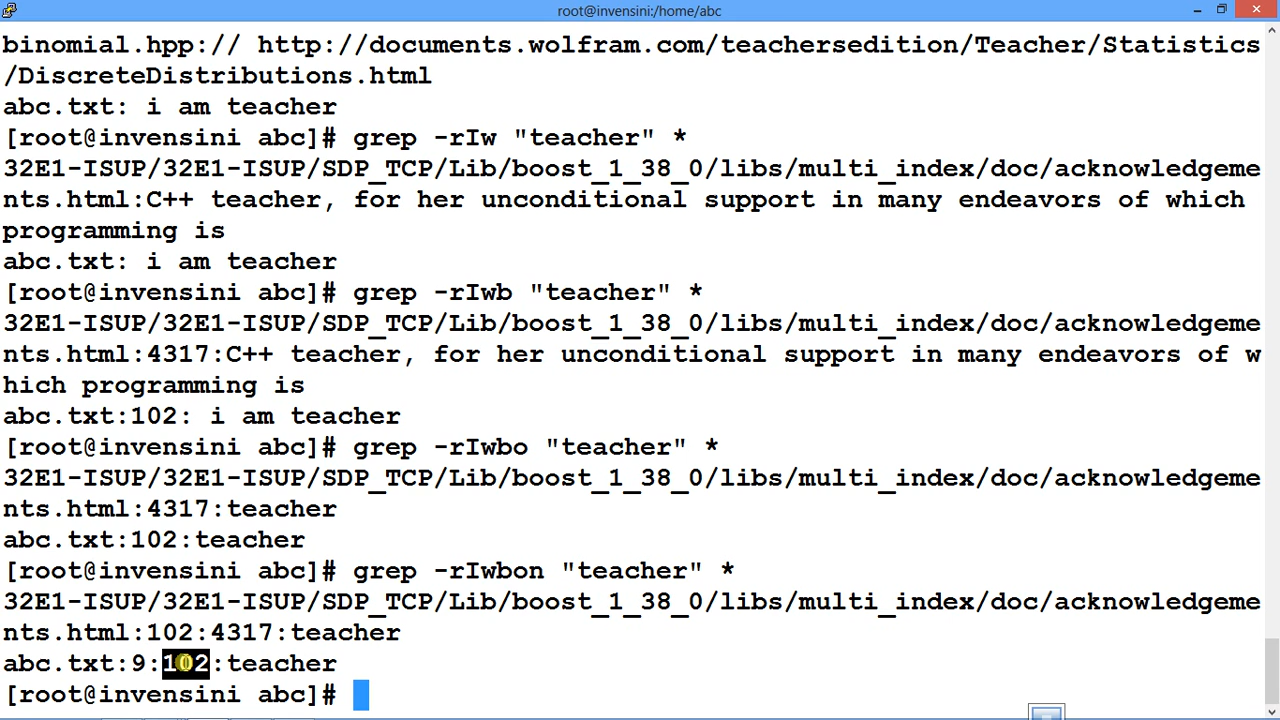 root@invensini:/home/abc
binomial.hpp:// http://documents.wolfram.com/teachersedition/Teacher/Statistics
/DiscreteDistributions.html
abc.txt: i am teacher
[root@invensini abc]# grep -rIw "teacher" *
32E1-ISUP/32E1-ISUP/SDP_TCP/Lib/boost_1_38_0/libs/multi_index/doc/acknowledgeme
nts.html:C++ teacher, for her unconditional support in many endeavors of which
programming is
abc.txt: i am teacher
[root@invensini abc]# grep -rIwb "teacher" *
32E1-ISUP/32E1-ISUP/SDP_TCP/Lib/boost_1_38_0/libs/multi_index/doc/acknowledgeme
nts.html:4317:C++ teacher, for her unconditional support in many endeavors of w
hich programming is
abc.txt:102: i am teacher
[root@invensini abc]# grep -rIwbo "teacher" *
32E1-ISUP/32E1-ISUP/SDP_TCP/Lib/boost_1_38_0/libs/multi_index/doc/acknowledgeme
nts.html:4317:teacher
abc.txt:102:teacher
[root@invensini abc]# grep -rIwbon "teacher" *
32E1-ISUP/32E1-ISUP/SDP_TCP/Lib/boost_1_38_0/libs/multi_index/doc/acknowledgeme
nts.html:102:4317:teacher
abc.txt:9:102:teacher
[root@invensini abc]#